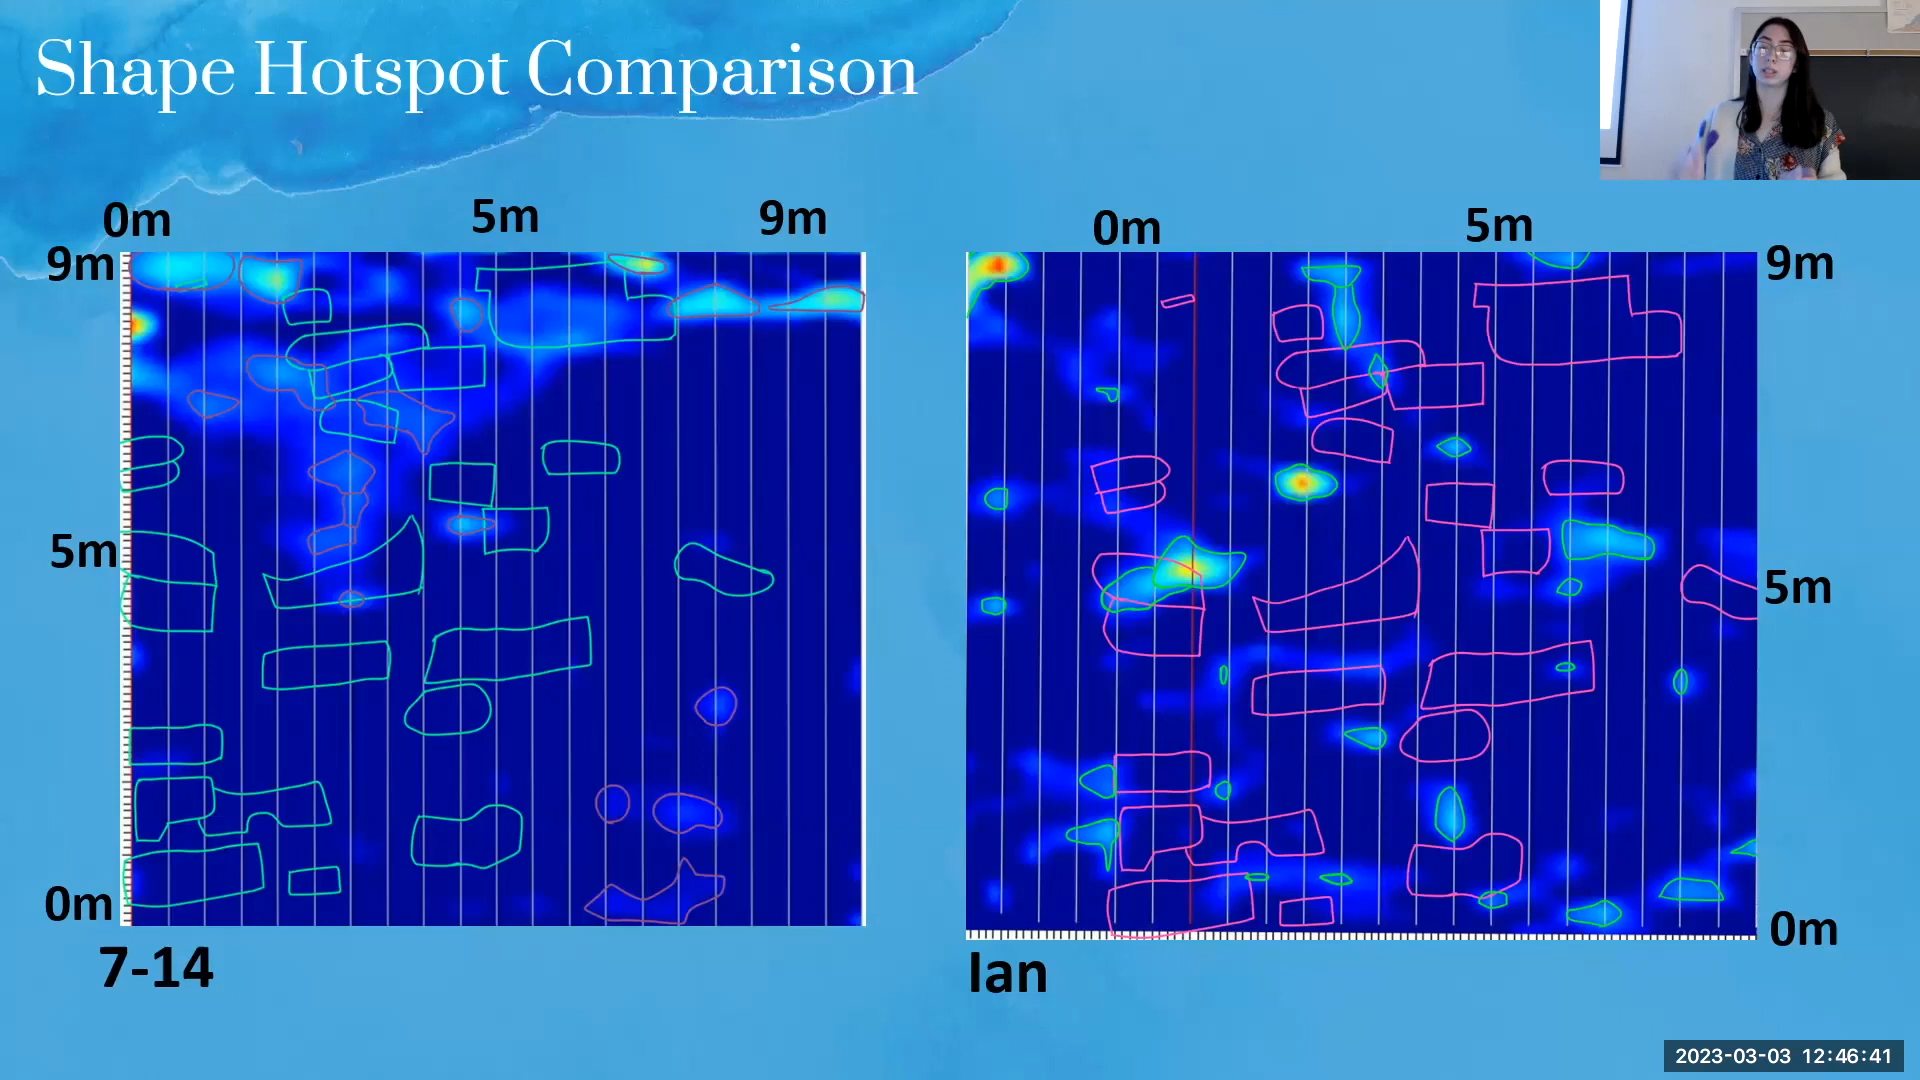 Shape Hotspot Comparison
0m 5m 9m
9m
5m
0m
7-14
0m 5m
9m
5m
0m
Ian
2023-03-03 12:46:41